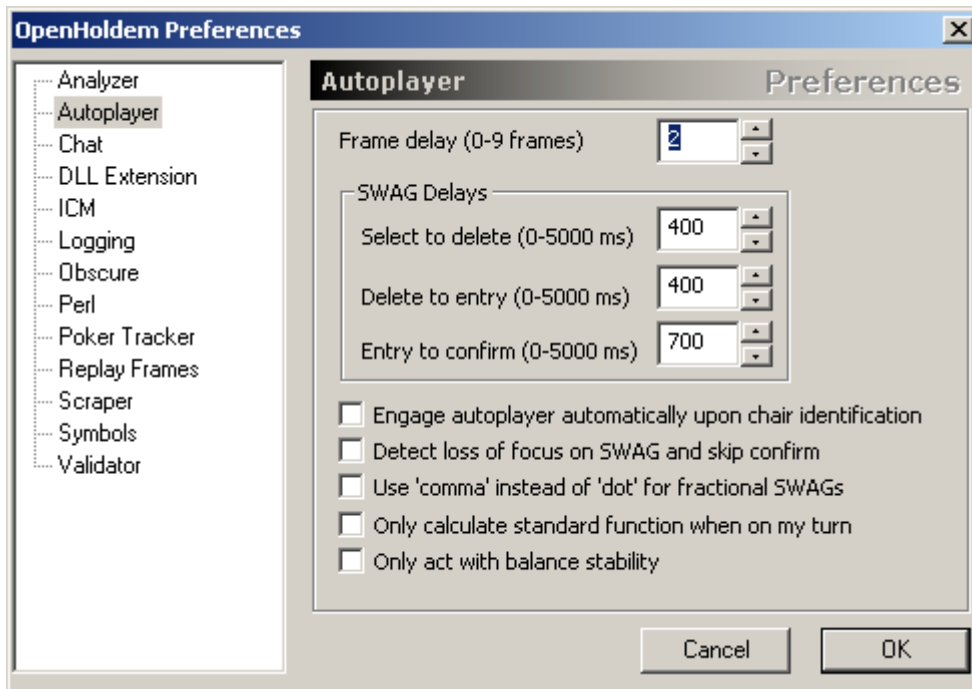 OpenHoldem Preferences
Analyzer
Autoplayer
Chat
DLL Extension
ICM
Logging
Obscure
Perl
Poker Tracker
Replay Frames
Scraper
Symbols
Validator
Autoplayer Preferences
Frame delay (0-9 frames) 2
SWAG Delays
Select to delete (0-5000 ms) 400
Delete to entry (0-5000 ms) 400
Entry to confirm (0-5000 ms) 700
Engage autoplayer automatically upon chair identification
Detect loss of focus on SWAG and skip confirm
Use 'comma' instead of 'dot' for fractional SWAGs
Only calculate standard function when on my turn
Only act with balance stability
Cancel OK